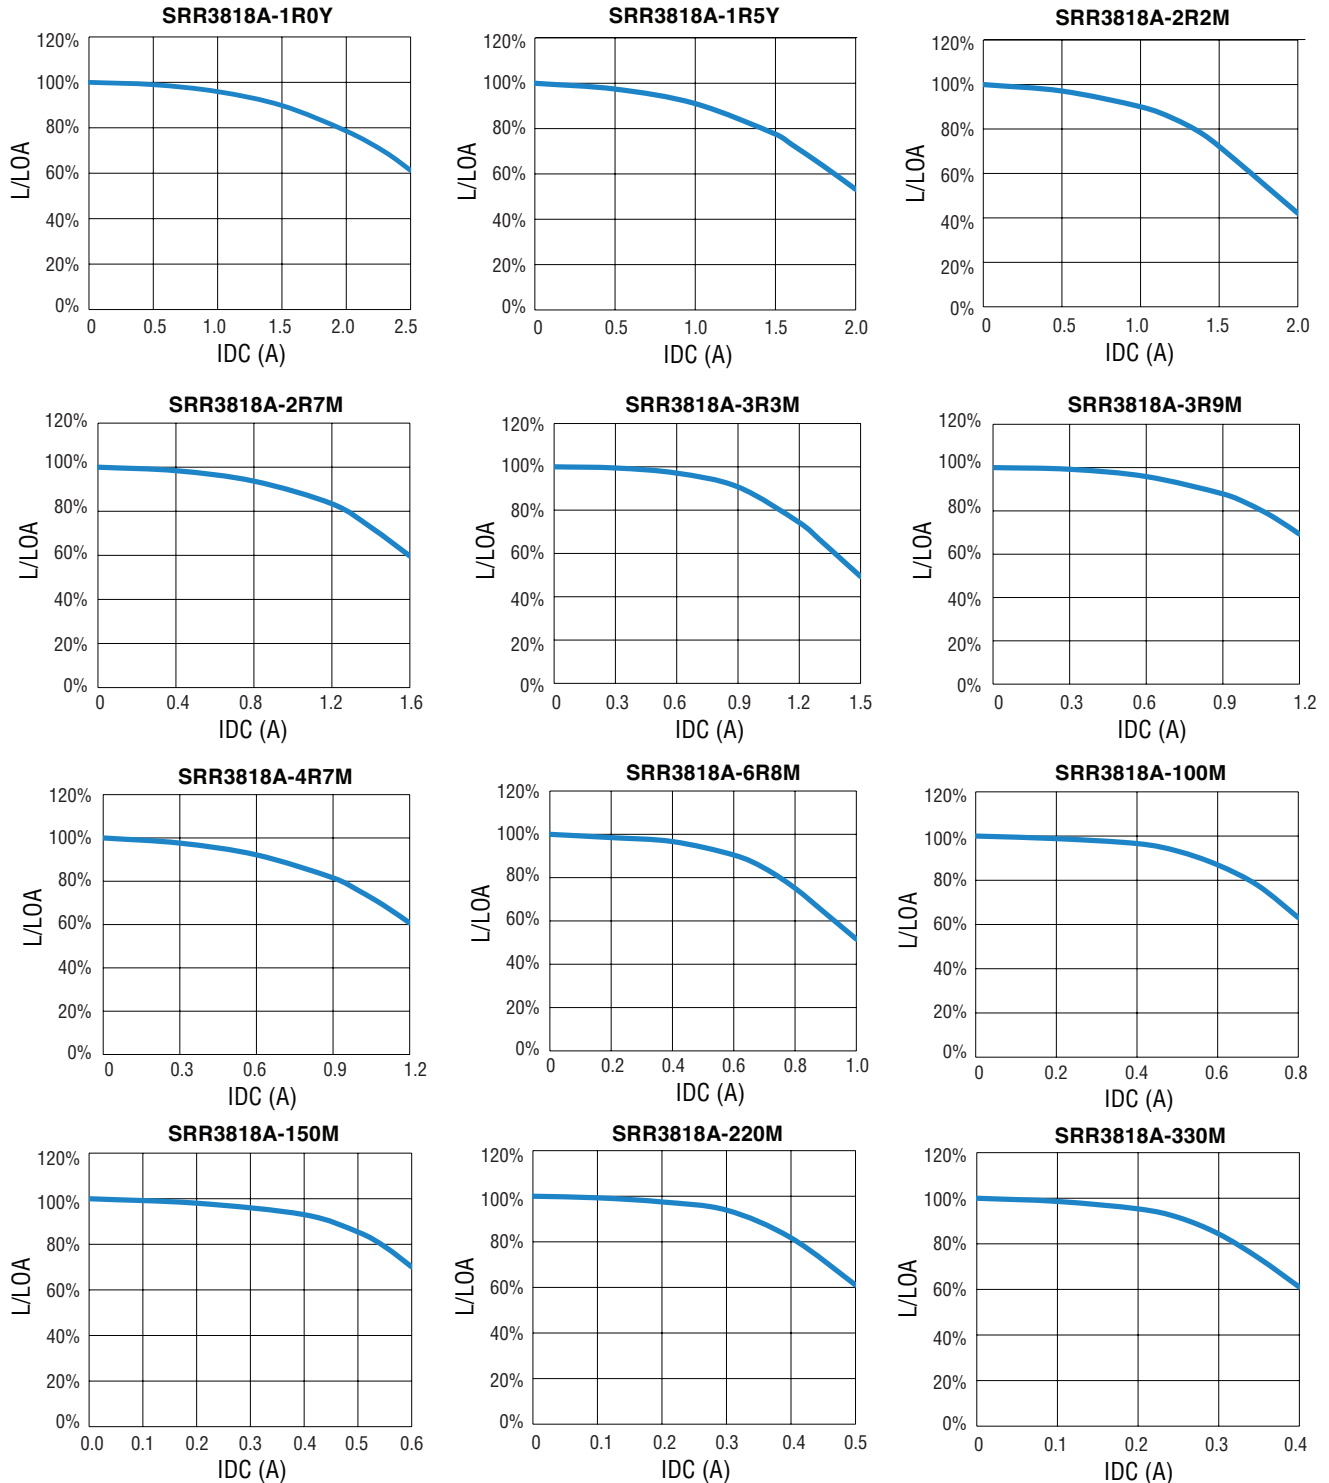 SRR3818A-1R0Y
120%
100%
80%
60%
40%
20%
0%
L/LOA
0 0.5 1.0 1.5 2.0 2.5
IDC (A)
SRR3818A-1R5Y
120%
100%
80%
60%
40%
20%
0%
L/LOA
0 0.5 1.0 1.5 2.0
IDC (A)
SRR3818A-2R2M
120%
100%
80%
60%
40%
20%
0%
L/LOA
0 0.5 1.0 1.5 2.0
IDC (A)
SRR3818A-2R7M
120%
100%
80%
60%
40%
20%
0%
L/LOA
0 0.4 0.8 1.2 1.6
IDC (A)
SRR3818A-3R3M
120%
100%
80%
60%
40%
20%
0%
L/LOA
0 0.3 0.6 0.9 1.2 1.5
IDC (A)
SRR3818A-3R9M
120%
100%
80%
60%
40%
20%
0%
L/LOA
0 0.3 0.6 0.9 1.2
IDC (A)
SRR3818A-4R7M
120%
100%
80%
60%
40%
20%
0%
L/LOA
0 0.3 0.6 0.9 1.2
IDC (A)
SRR3818A-6R8M
120%
100%
80%
60%
40%
20%
0%
L/LOA
0 0.2 0.4 0.6 0.8 1.0
IDC (A)
SRR3818A-100M
120%
100%
80%
60%
40%
20%
0%
L/LOA
0 0.2 0.4 0.6 0.8
IDC (A)
SRR3818A-150M
120%
100%
80%
60%
40%
20%
0%
L/LOA
0.0 0.1 0.2 0.3 0.4 0.5 0.6
IDC (A)
SRR3818A-220M
120%
100%
80%
60%
40%
20%
0%
L/LOA
0 0.1 0.2 0.3 0.4 0.5
IDC (A)
SRR3818A-330M
120%
100%
80%
60%
40%
20%
0%
L/LOA
0 0.1 0.2 0.3 0.4
IDC (A)